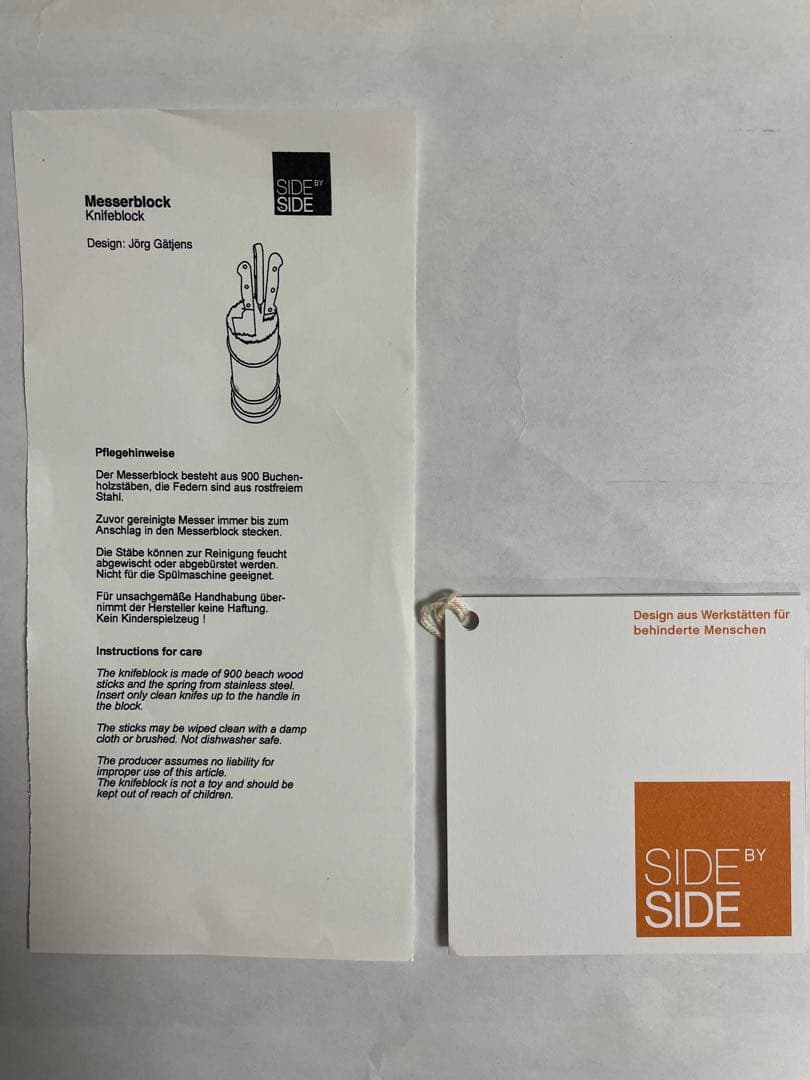 SIDE BY
SIDE
Messerblock
Knifeblock
Design: Jörg Gätjens
Pflegehinweise
Der Messerblock besteht aus 900 Buchen-
holzstäben, die Federn sind aus rostfreiem
Stahl.
Zuvor gereinigte Messer immer bis zum
Anschlag in den Messerblock stecken.
Die Stäbe können zur Reinigung feucht
abgewischt oder abgebürstet werden.
Nicht für die Spülmaschine geeignet.
Für unsachgemäße Handhabung über-
nimmt der Hersteller keine Haftung.
Kein Kinderspielzeug !
Instructions for care
The knifeblock is made of 900 beach wood
sticks and the spring from stainless steel.
Insert only clean knifes up to the handle in
the block.
The sticks may be wiped clean with a damp
cloth or brushed. Not dishwasher safe.
The producer assumes no liability for
improper use of this article.
The knifeblock is not a toy and should be
kept out of reach of children.
Design aus Werkstätten für
behinderte Menschen
SIDE BY
SIDE